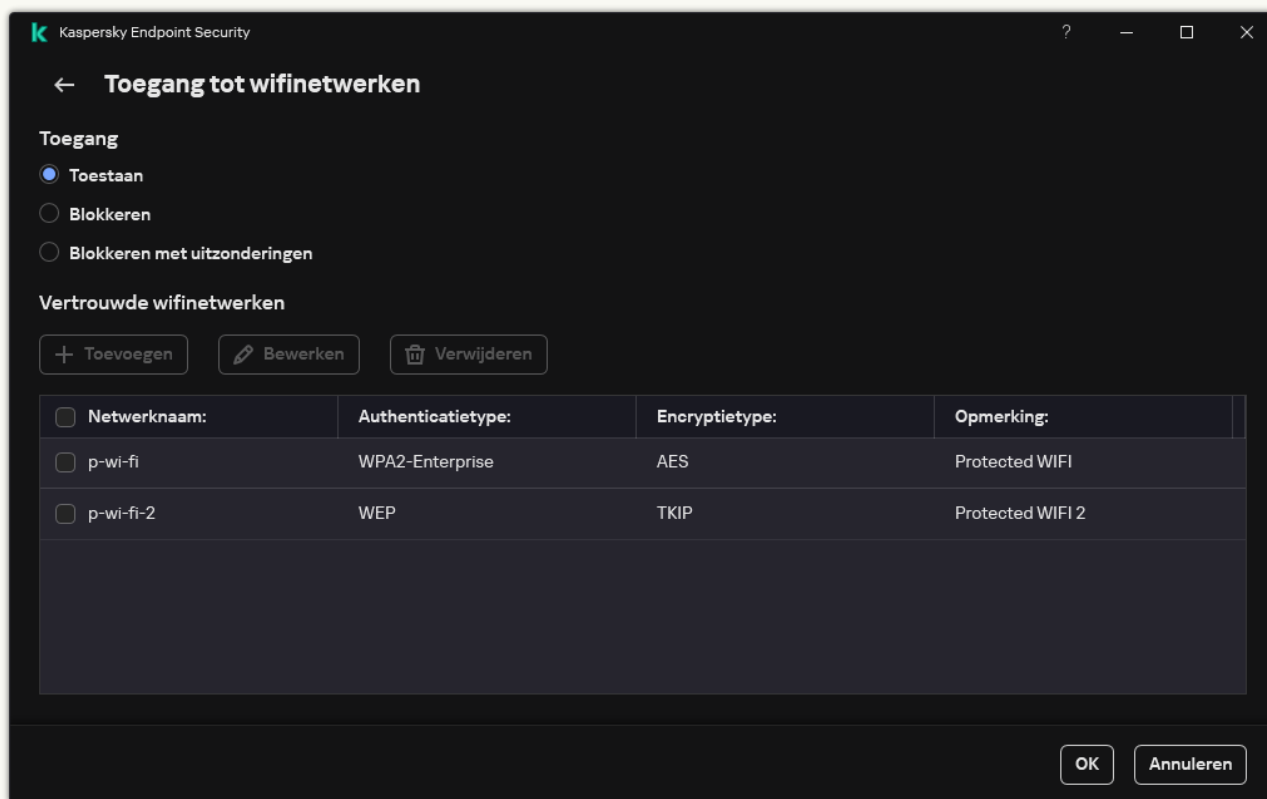 Kaspersky Endpoint Security ?
Toegang tot wifinetwerken
Toegang
Toestaan
Blokkeren
Blokkeren met uitzonderingen
Vertrouwde wifinetwerken
Toevoegen Bewerken Verwijderen
Netwerknaam: Authenticatietype: Encryptietype: Opmerking:
p-wi-fi WPA2-Enterprise AES Protected WIFI
p-wi-fi-2 WEP TKIP Protected WIFI 2
OK Annuleren